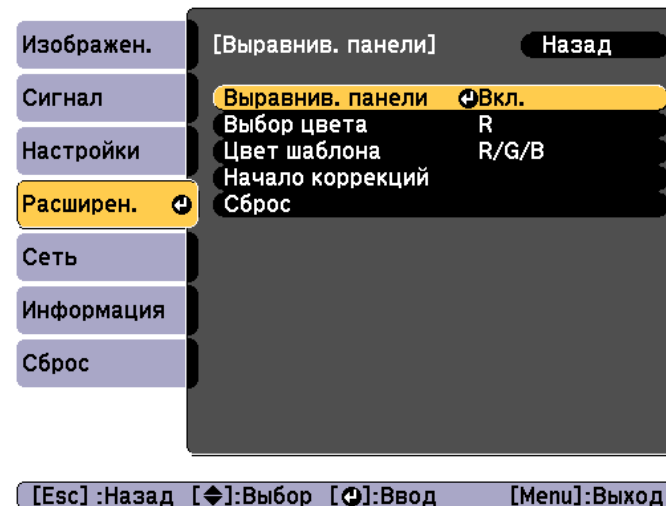 Изображен.
Сигнал
Настройки
Расширен.
Сеть
Информация
Сброс
[Выравнив. панели] Назад
Выравнив. панели Вкл.
Выбор цвета R
Цвет шаблона R/G/B
Начало коррекций
Сброс
[Esc] :Назад [◆]:Выбор [⏎]:Ввод [Menu]:Выход